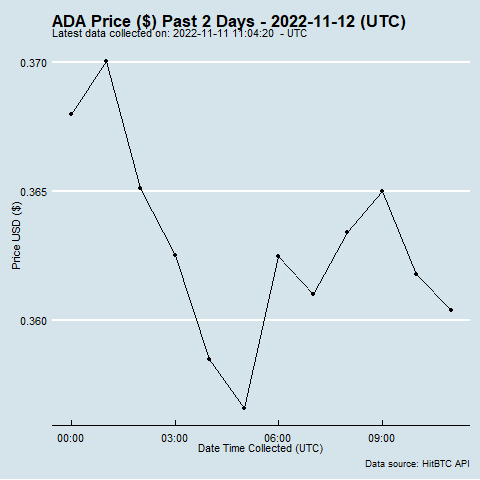 ADA Price ($) Past 2 Days - 2022-11-12 (UTC)
Latest data collected on: 2022-11-11 11:04:20  - UTC
0.370
0.365
0.360
Price USD ($)
00:00
03:00
06:00
09:00
Date Time Collected (UTC)
Data source: HitBTC API